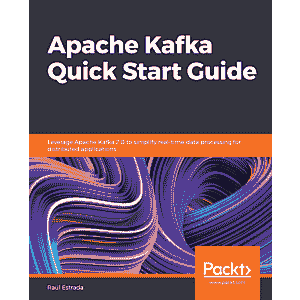 Apache Kafka
Quick Start Guide
Leverage Apache Kafka 2.0 to simplify real-time data processing for
distributed applications
Raúl Estrada
Packt>
www.packt.com